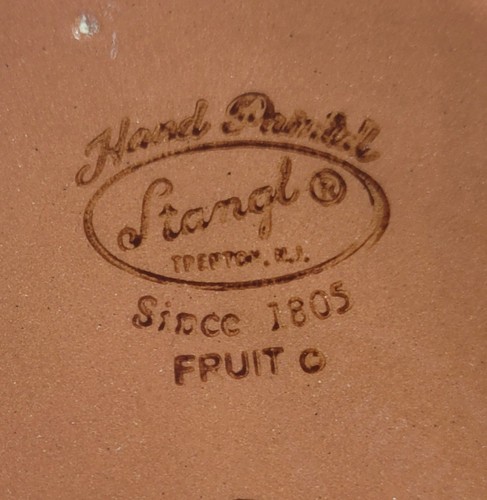 Hand Painted
Stangl ®
TRENTON, N.J.
Since 1805
FRUIT ©